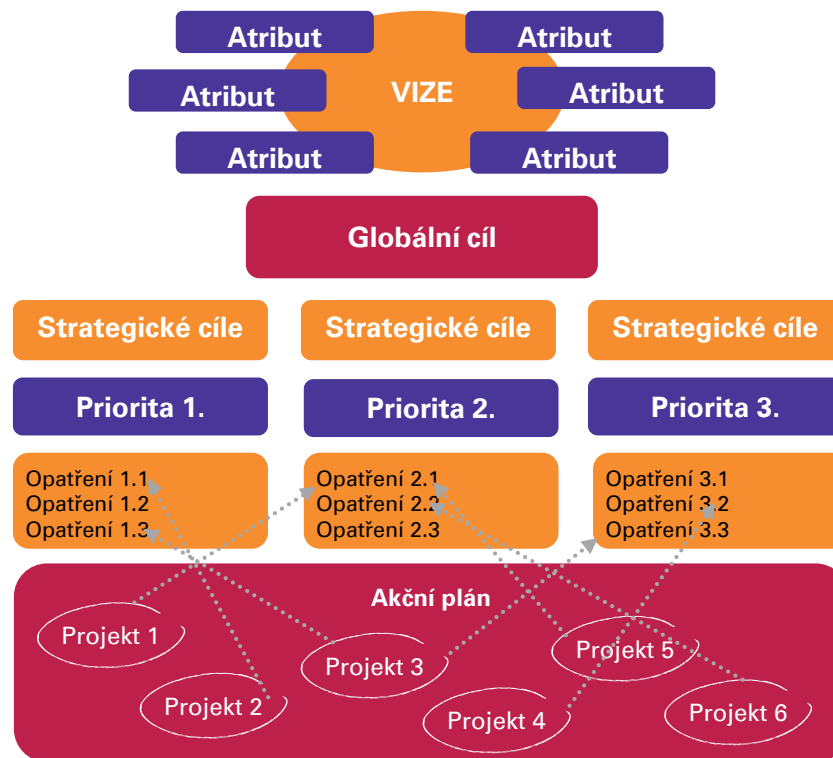 Atribut
Atribut
Atribut
VIZE
Atribut
Atribut
Atribut
Globální cíl
Strategické cíle
Strategické cíle
Strategické cíle
Priorita 1.
Priorita 2.
Priorita 3.
Opatření 1.1
Opatření 1.2
Opatření 1.3
Opatření 2.1
Opatření 2.2
Opatření 2.3
Opatření 3.1
Opatření 3.2
Opatření 3.3
Akční plán
Projekt 1
Projekt 2
Projekt 3
Projekt 4
Projekt 5
Projekt 6